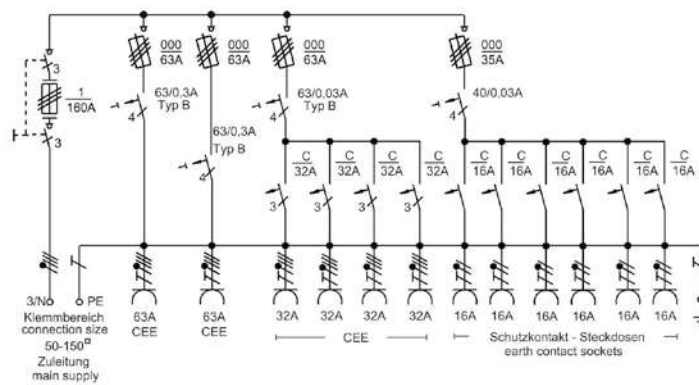 000 000 000 000
63A 63A 63A 35A
3
1
160A
3
63/0,3A
Typ B
4
63/0,3A
Typ B
4
63/0,03A
Typ B
4
40/0,03A
4
C C C C C C C C C C
32A 32A 32A 32A 16A 16A 16A 16A 16A 16A
3 3 3 3
3/N PE 63A 63A 32A 32A 32A 32A 16A 16A 16A 16A 16A 16A
CEE CEE CEE
Klemmbereich
connection size
50-150
Zuleitung
main supply
Schutzkontakt - Steckdosen
earth contact sockets